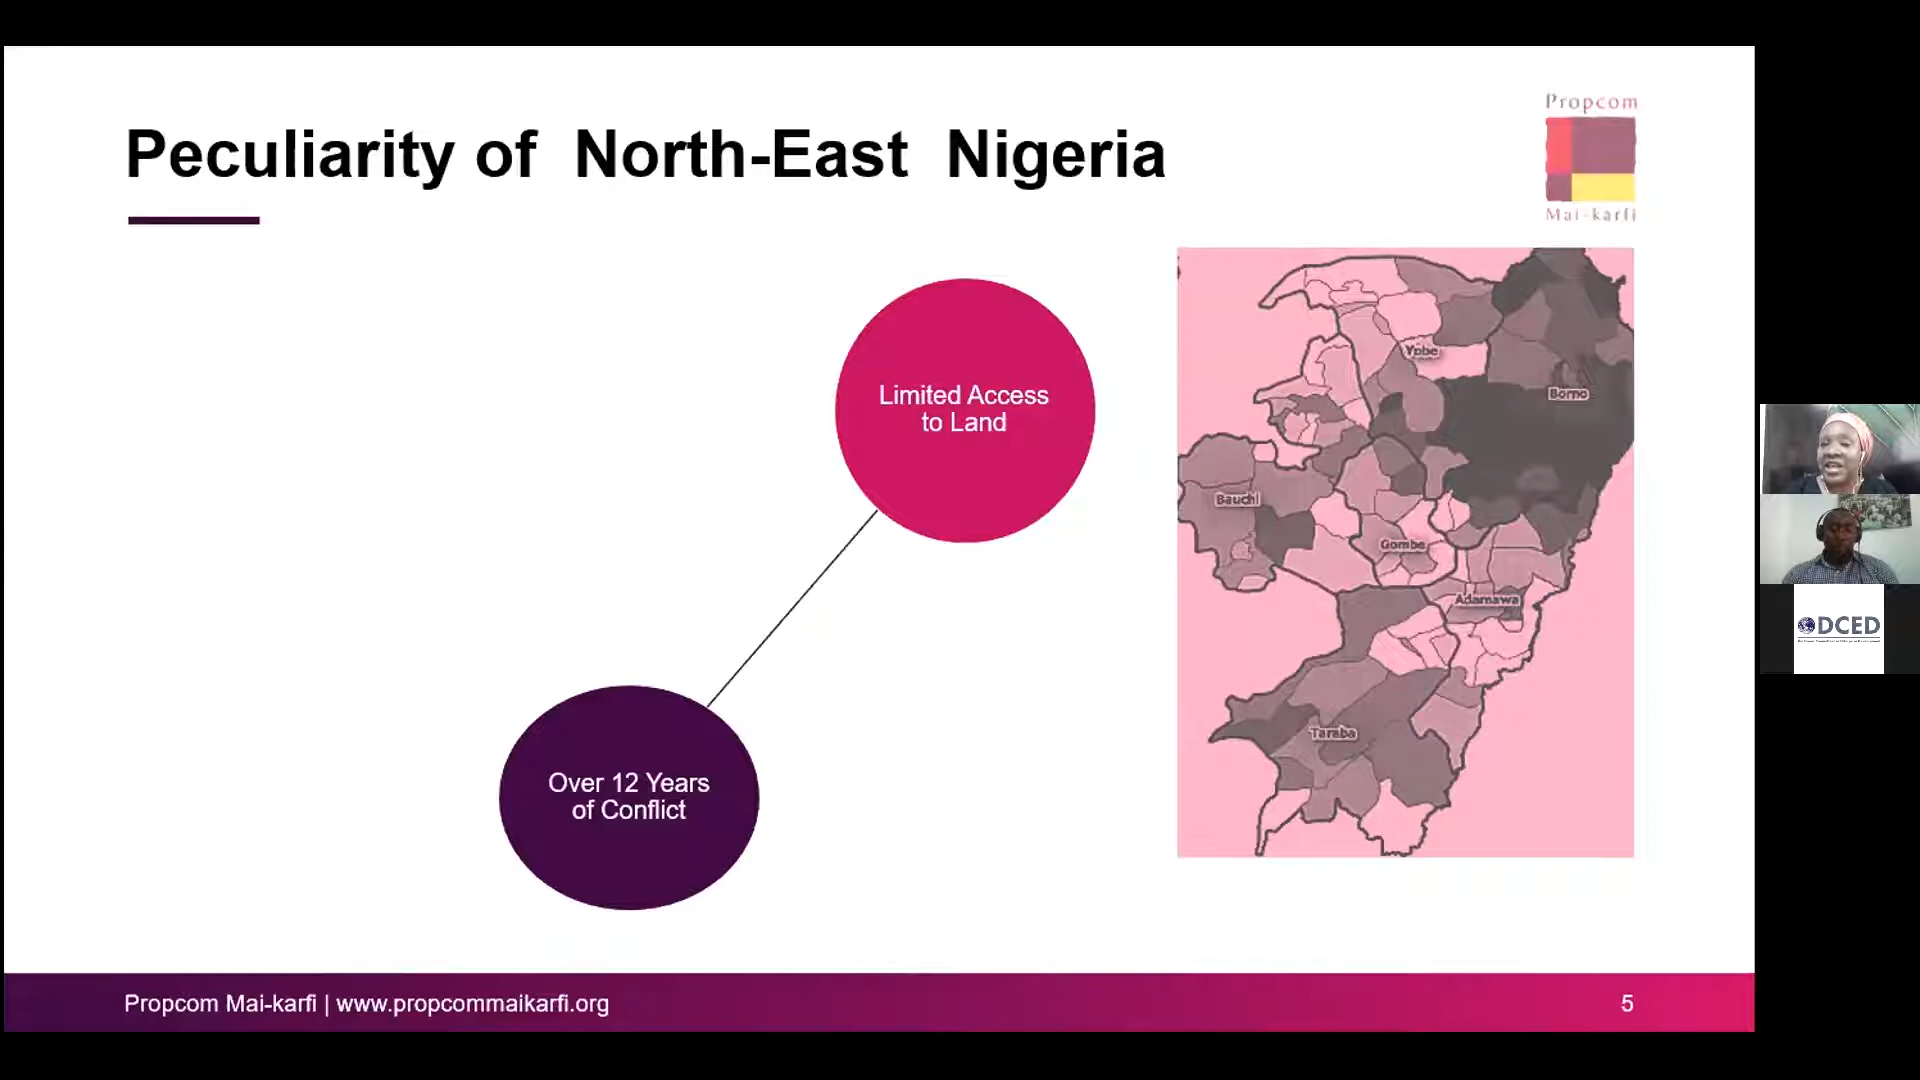 Peculiarity of North-East Nigeria
Propcom
Mai-karfi
Limited Access
to Land
Over 12 Years
of Conflict
Yobe
Borno
Bauchi
Gombe
Adamawa
Taraba
DCED
Propcom Mai-karfi | www.propcommaikarfi.org
5